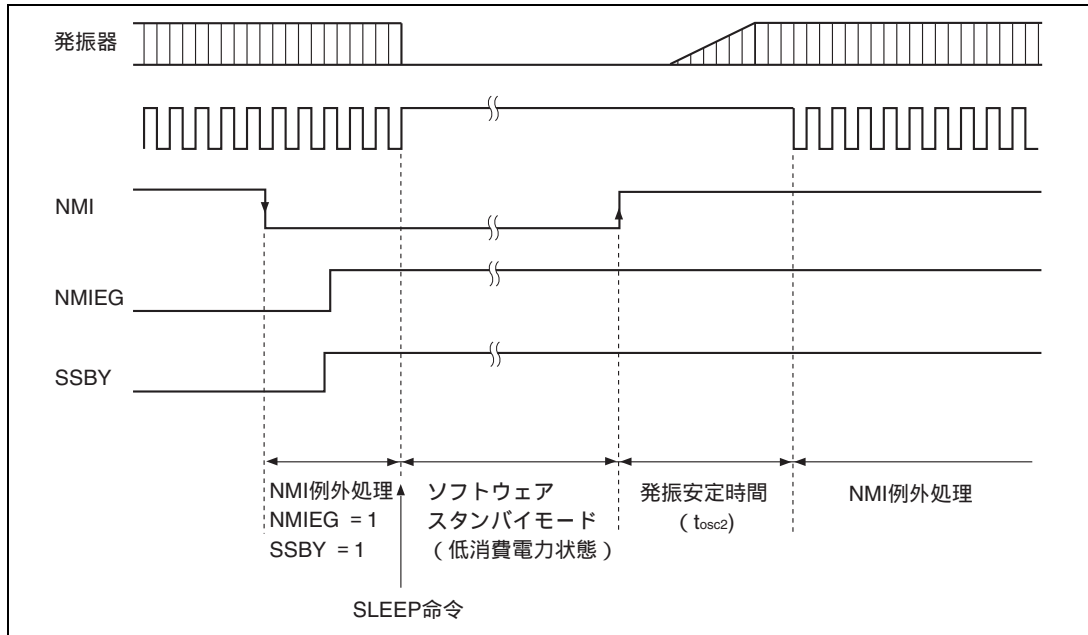 発振器
NMI
NMIEG
SSBY
NMI例外処理
NMIEG =1
SSBY =1
ソフトウェア
スタンバイモード
(低消費電力状態)
発振安定時間
(tosc2)
NMI例外処理
SLEEP命令